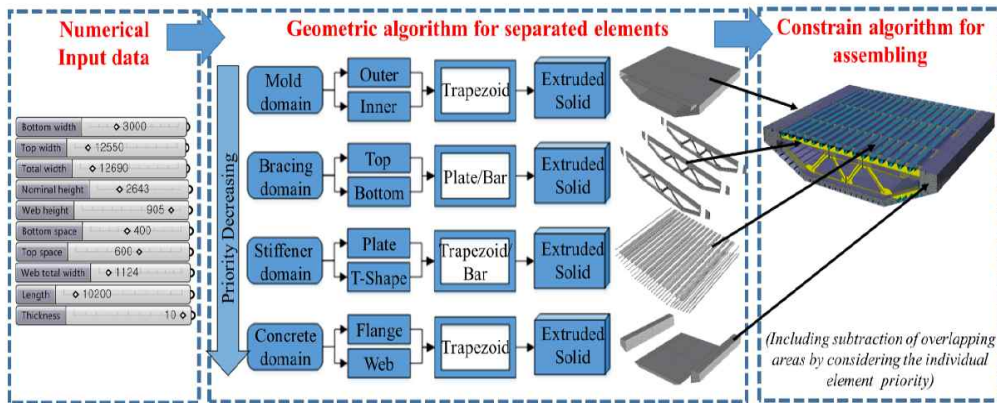 Numerical
Input data
Bottom width 3000
Top width 12550
Total width 12690
Nominal height 2643
Web height 905
Bottom space 400
Top space 600
Web total width 1124
Length 10200
Thickness 10
Geometric algorithm for separated elements
Priority Decreasing
Mold
domain
Outer
Inner
Trapezoid
Extruded
Solid
Bracing
domain
Top
Bottom
Plate/Bar
Extruded
Solid
Stiffener
domain
Plate
T-Shape
Trapezoid/
Bar
Extruded
Solid
Concrete
domain
Flange
Web
Trapezoid
Extruded
Solid
Constrain algorithm for
assembling
(Including subtraction of overlapping
areas by considering the individual
element priority)